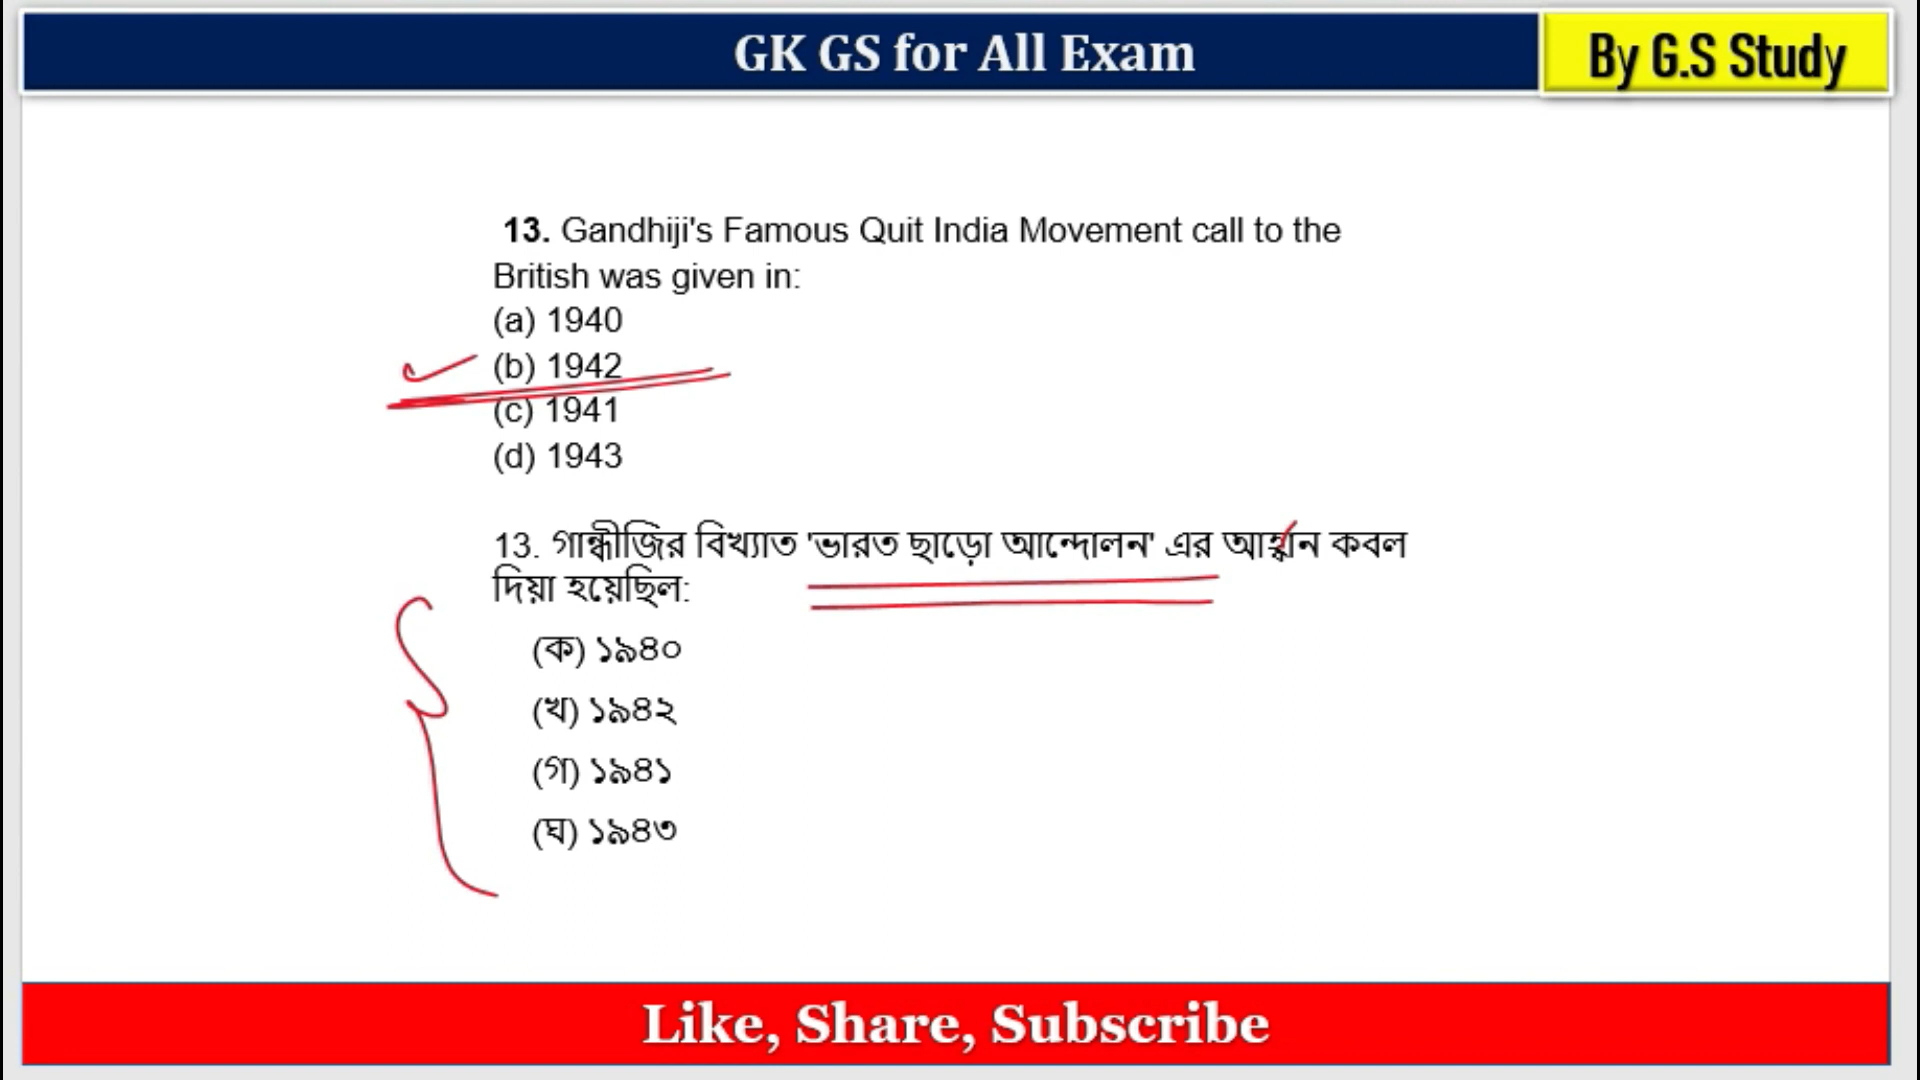 GK GS for All Exam
By G.S Study
13. Gandhiji's Famous Quit India Movement call to the
British was given in:
(a) 1940
(b) 1942
(c) 1941
(d) 1943
13. গান্ধীজির বিখ্যাত 'ভারত ছাড়ো আন্দোলন' এর কবল
দিয়া হয়েছিল:
(ক) ১৯৪০
(খ) ১৯৪২
(গ) ১৯৪১
(ঘ) ১৯৪৩
Like, Share, Subscribe